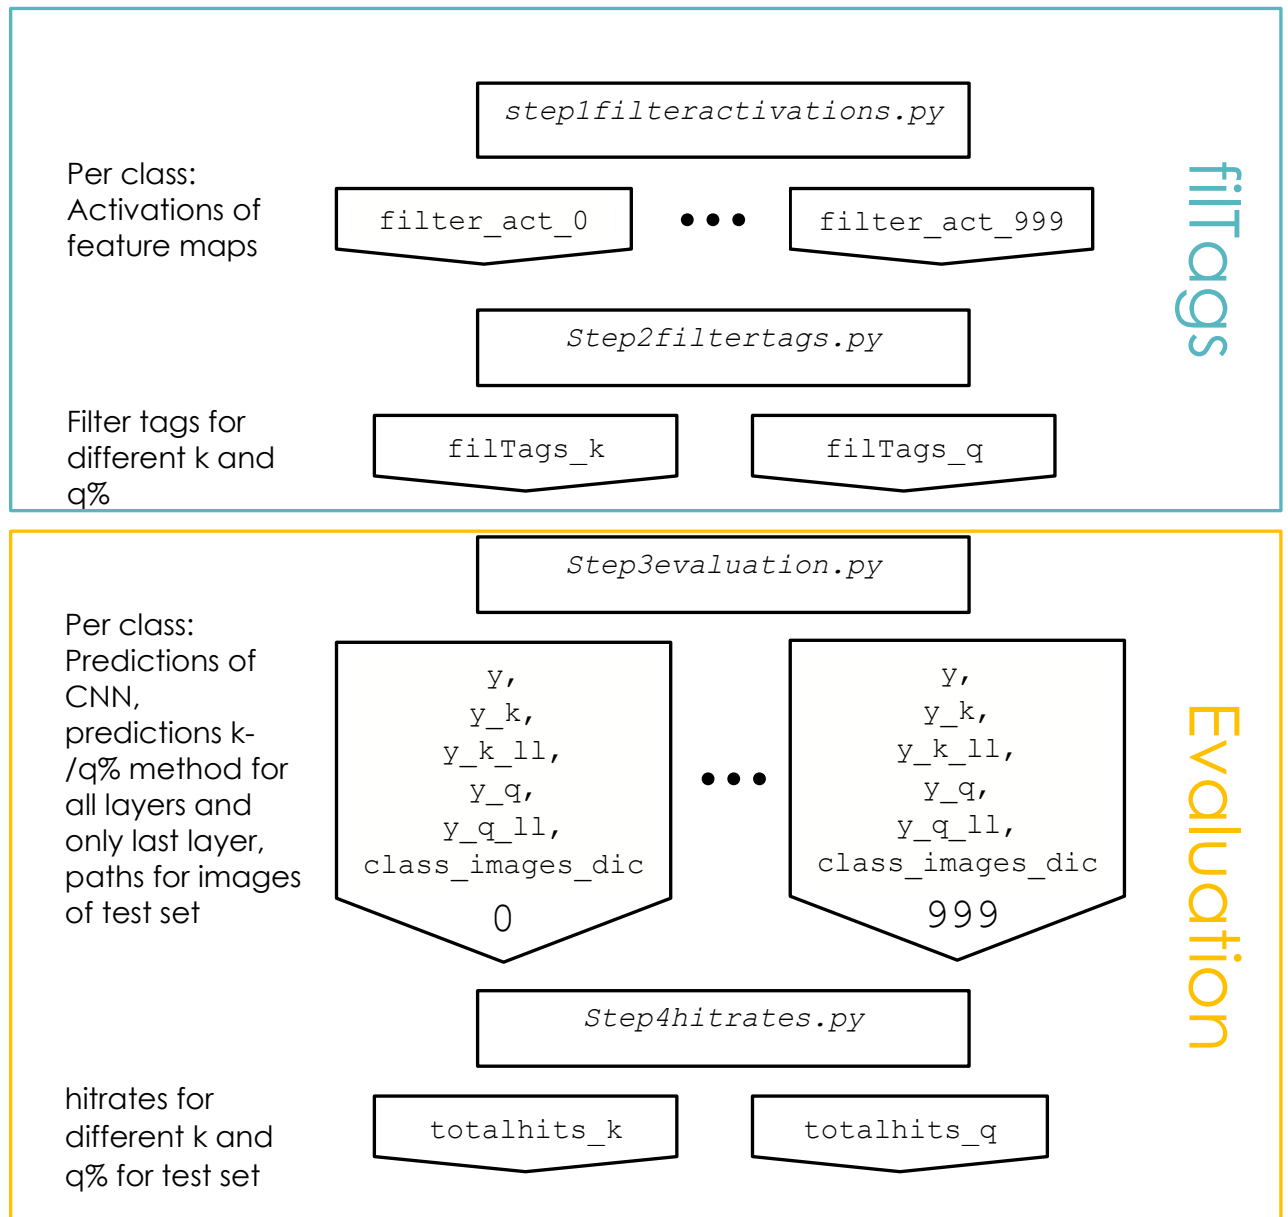 step1filteractivations.py
Per class:
Activations of
feature maps
filter_act_0
•••
filter_act_999
Step2filtertags.py
Filter tags for
different k and
q%
filTags_k
filTags_q
filTags
Step3evaluation.py
Per class:
Predictions of
CNN,
predictions k-
/q% method for
all layers and
only last layer,
paths for images
of test set
y,
y_k,
y_k_ll,
y_q,
y_q_ll,
class_images_dic
0
•••
y,
y_k,
y_k_ll,
y_q,
y_q_ll,
class_images_dic
999
Step4hitrates.py
hitrates for
different k and
q% for test set
totalhits_k
totalhits_q
Evaluation